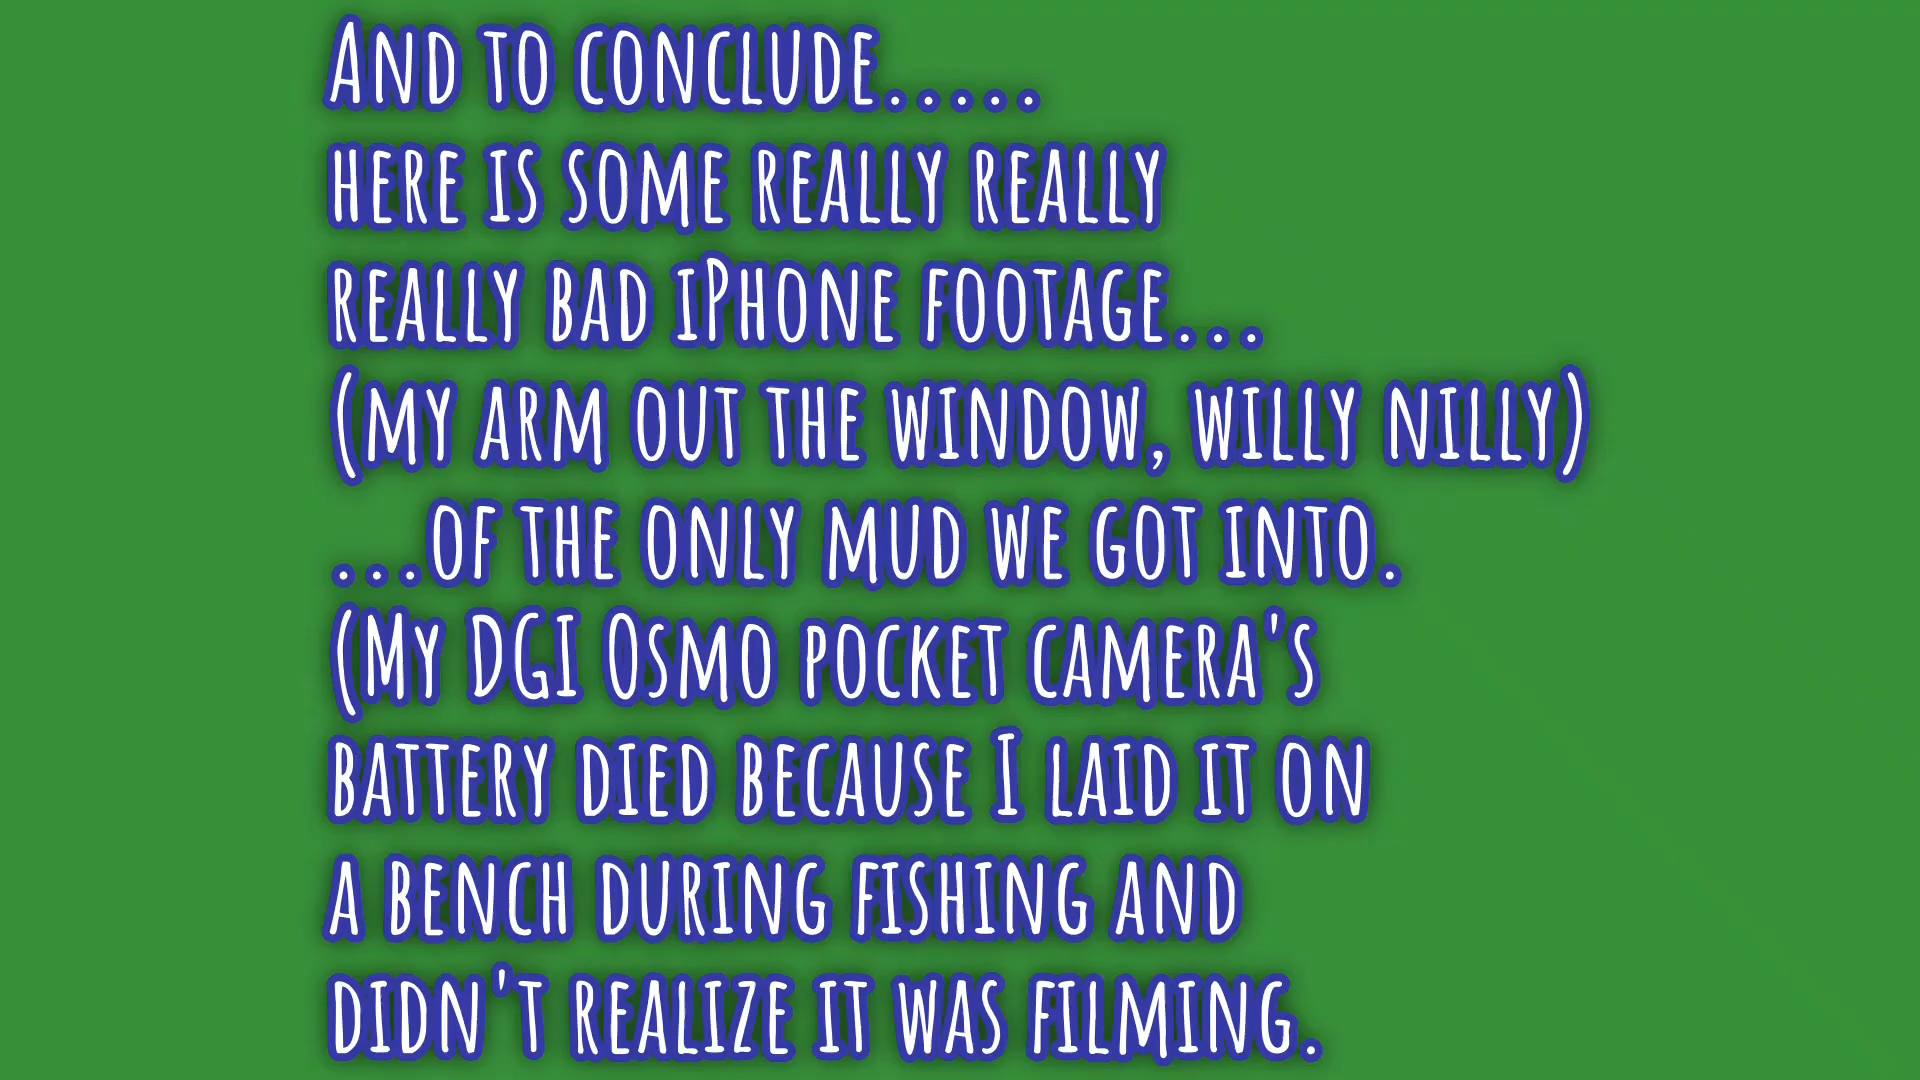 And to conclude.....
here is some really really
really bad iPhone footage...
(my arm out the window, willy nilly)
...of the only mud we got into.
(My DGI Osmo pocket camera's
battery died because I laid it on
a bench during fishing and
didn't realize it was filming.